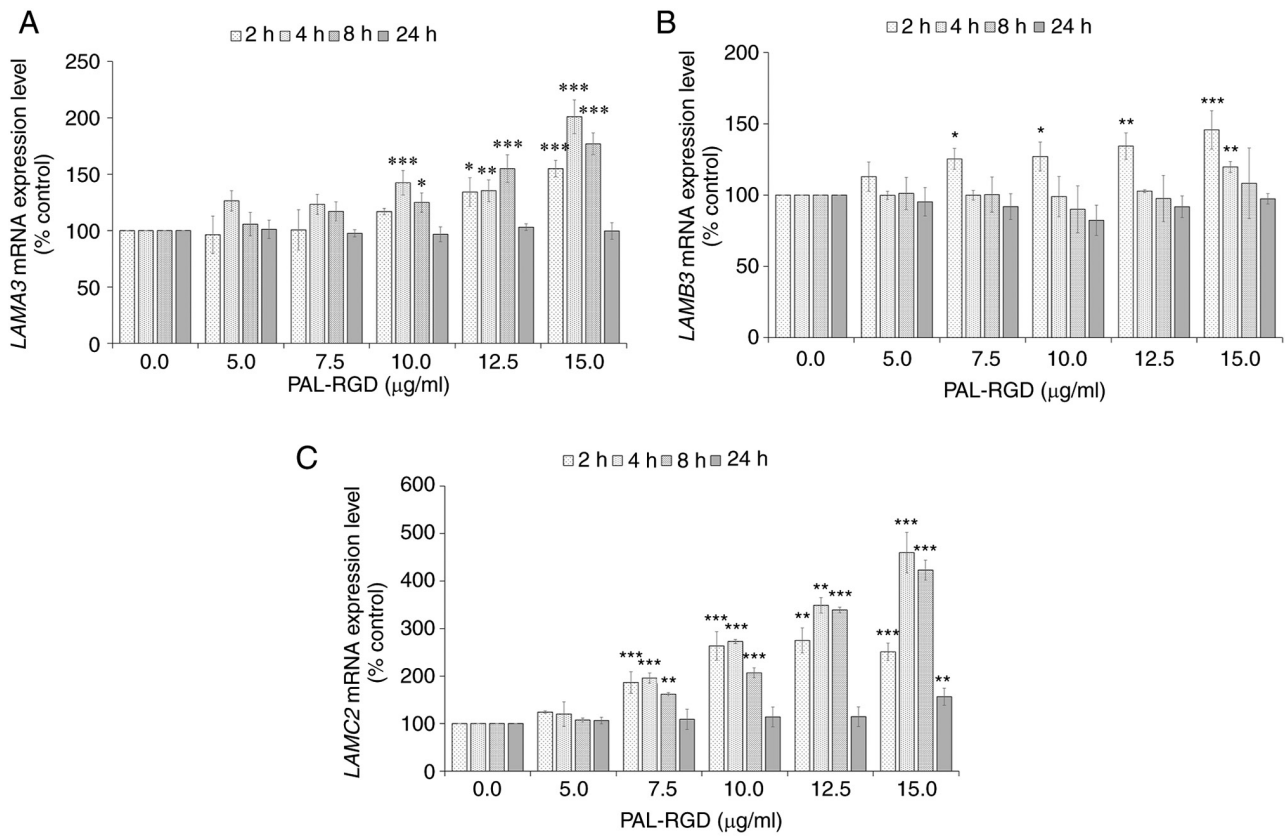 A
2 h 4 h 8 h 24 h
LAMA3 mRNA expression level
(% control)
250
200
150
100
50
0
*** * * ** *** *** *** ***
0.0 5.0 7.5 10.0 12.5 15.0
PAL-RGD (μg/ml)
B
2 h 4 h 8 h 24 h
LAMB3 mRNA expression level
(% control)
200
150
100
50
0
* * ** *** **
0.0 5.0 7.5 10.0 12.5 15.0
PAL-RGD (μg/ml)
C
2 h 4 h 8 h 24 h
LAMC2 mRNA expression level
(% control)
600
500
400
300
200
100
0
*** *** ** *** *** *** ** ** *** *** *** *** **
0.0 5.0 7.5 10.0 12.5 15.0
PAL-RGD (μg/ml)